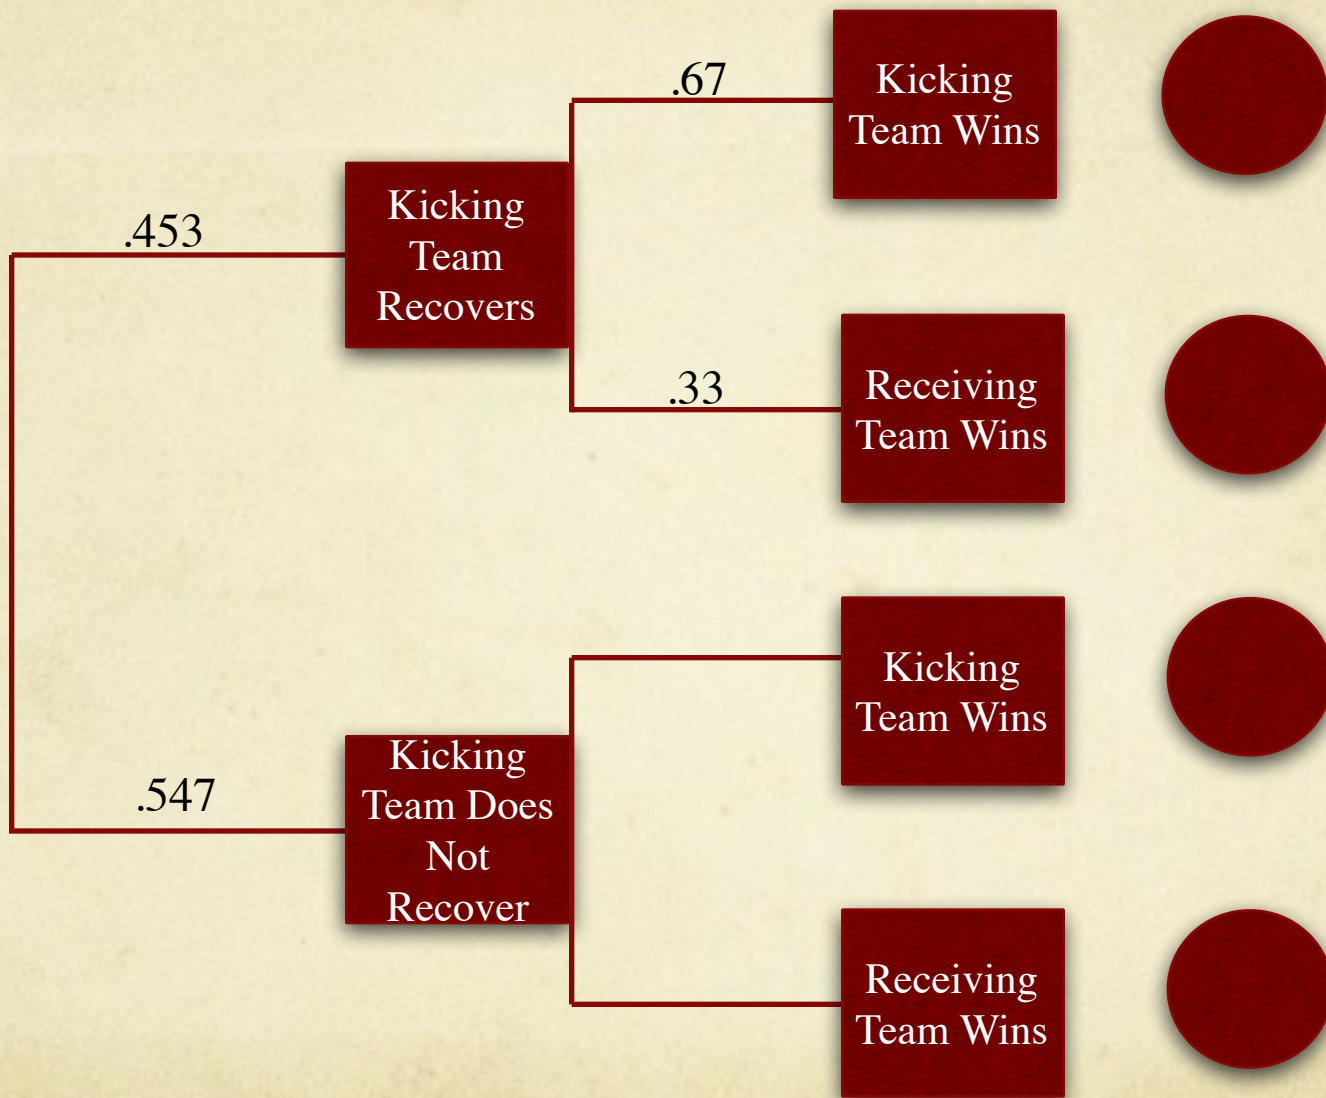 .67
Kicking
Team Wins
.453
Kicking
Team
Recovers
.33
Receiving
Team Wins
Kicking
Team Wins
.547
Kicking
Team Does
Not
Recover
Receiving
Team Wins